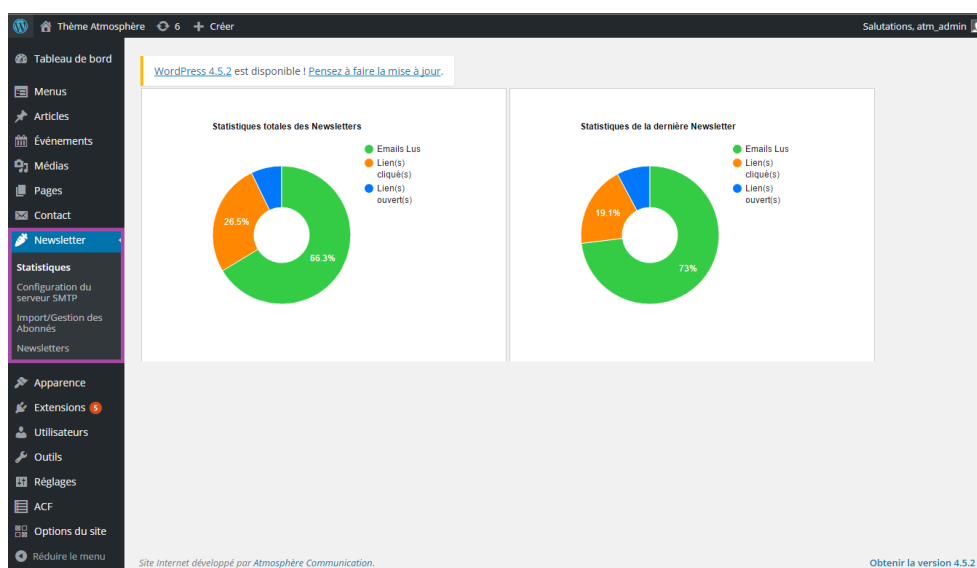 Thème Atmosphère 6 + Créer Salutations, atm_admin
Tableau de bord
Menus
Articles
Événements
Médias
Pages
Contact
Newsletter
Statistiques
Configuration du
serveur SMTP
Import/Gestion des
Abonnés
Newsletters
Apparence
Extensions 5
Utilisateurs
Outils
Réglages
ACF
Options du site
Réduire le menu
WordPress 4.5.2 est disponible ! Pensez à faire la mise à jour.
Statistiques totales des Newsletters
Emails Lus
Lien(s)
cliqué(s)
Lien(s)
ouvert(s)
26.5%
66.3%
Statistiques de la dernière Newsletter
Emails Lus
Lien(s)
cliqué(s)
Lien(s)
ouvert(s)
19.1%
73%
Site Internet développé par Atmosphère Communication.
Obtenir la version 4.5.2